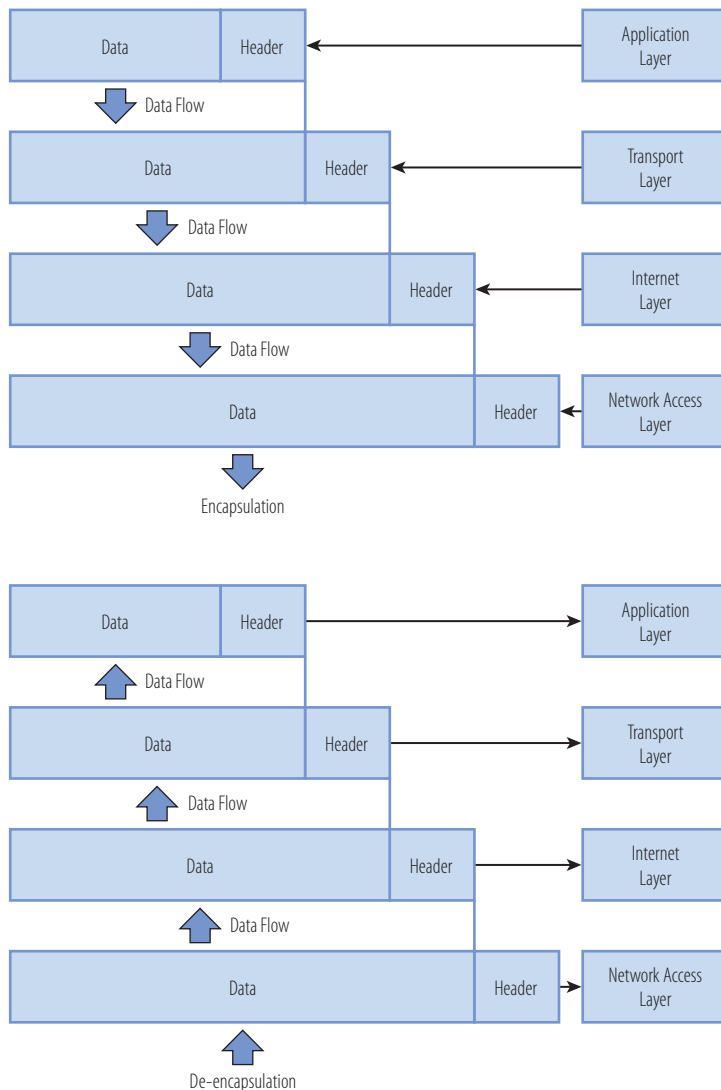 Data
Header
Application
Layer
Data Flow
Data
Header
Transport
Layer
Data Flow
Data
Header
Internet
Layer
Data Flow
Data
Header
Network Access
Layer
Encapsulation
Data
Header
Application
Layer
Data Flow
Data
Header
Transport
Layer
Data Flow
Data
Header
Internet
Layer
Data Flow
Data
Header
Network Access
Layer
De-encapsulation